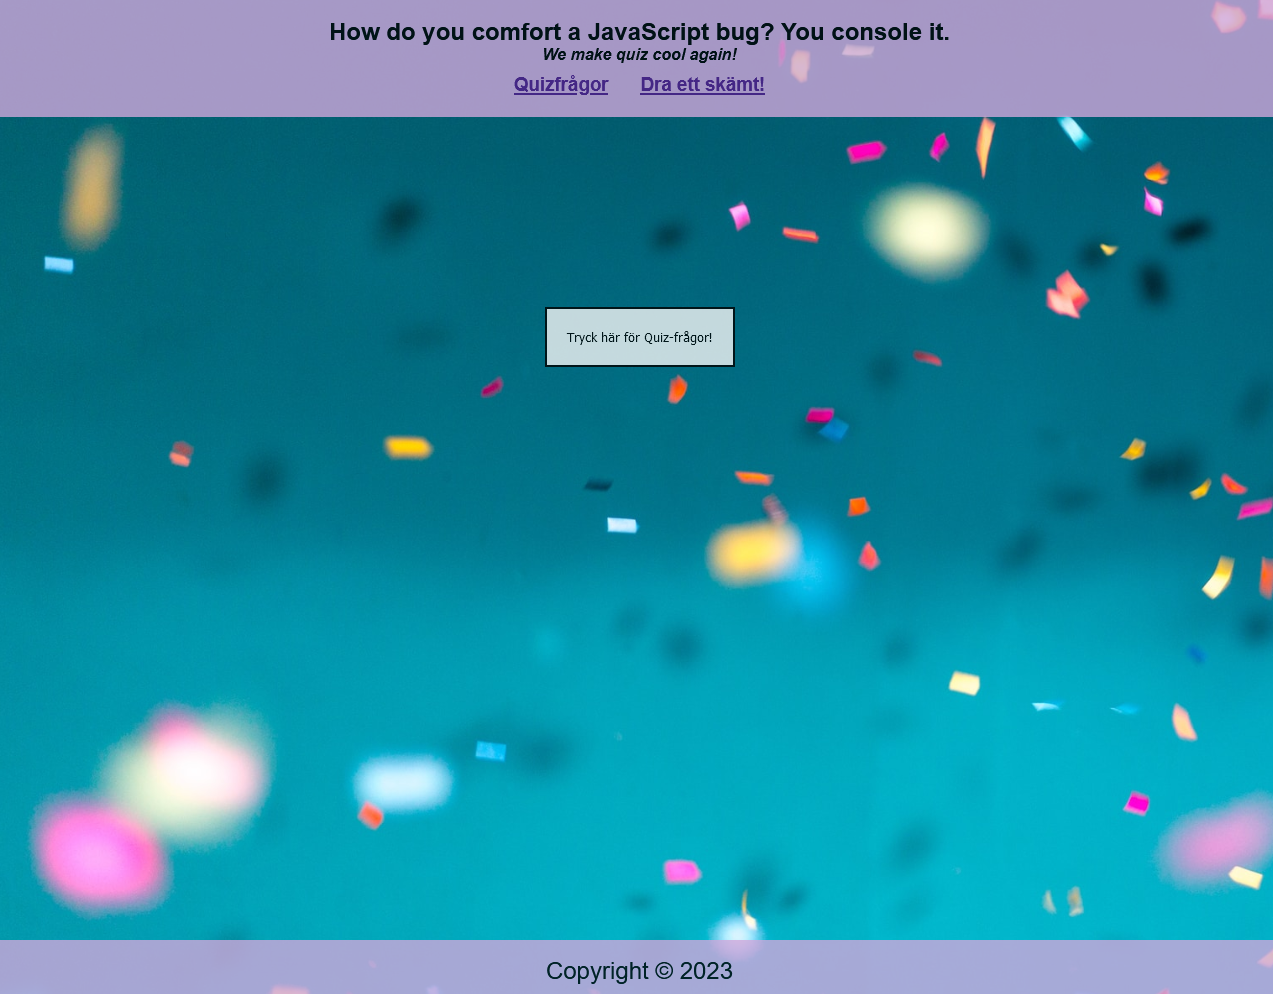 How do you comfort a JavaScript bug? You console it.
We make quiz cool again!
Quizfrågor Dra ett skämt!
Tryck här för Quiz-frågor!
Copyright © 2023